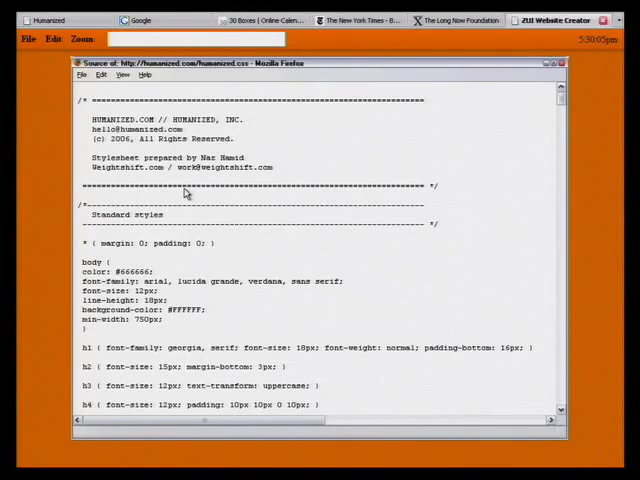 Humanized
Google
30 Boxes | Online Calen...
The New York Times - B...
The Long Now Foundation
ZUI Website Creator
File Edit Zoom:
5:30:05pm
Source of: http://humanized.com/humanized.css - Mozilla Firefox
File Edit View Help
/* ======================================================================
HUMANIZED.COM // HUMANIZED, INC.
hello@humanized.com
(c) 2006, All Rights Reserved.
Stylesheet prepared by Naz Hamid
Weightshift.com / work@weightshift.com
======================================================================== */
/*-----------------------------------------------------------------------
Standard styles
------------------------------------------------------------------------ */
* { margin: 0; padding: 0; }
body {
color: #666666;
font-family: arial, lucida grande, verdana, sans serif;
font-size: 12px;
line-height: 18px;
background-color: #FFFFFF;
min-width: 750px;
}
h1 { font-family: georgia, serif; font-size: 18px; font-weight: normal; padding-bottom: 16px; }
h2 { font-size: 15px; margin-bottom: 3px; }
h3 { font-size: 12px; text-transform: uppercase; }
h4 { font-size: 12px; padding: 10px 10px 0 10px; }